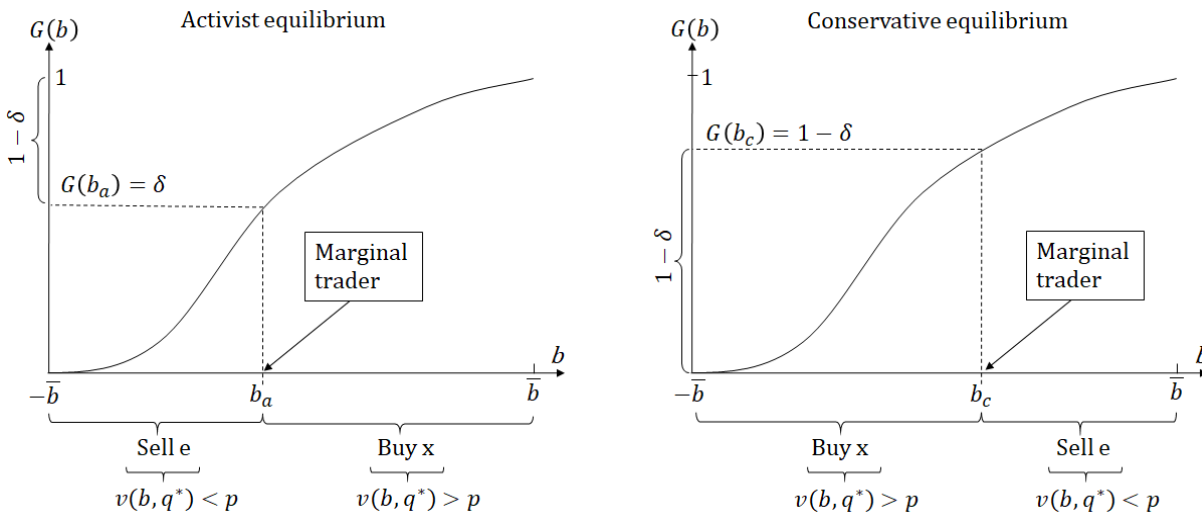 Activist equilibrium
G(b)
1
1 − δ
G(b_a) = δ
Marginal
trader
b
−b̅
b_a
b̅
Sell e
Buy x
v(b, q*) < p
v(b, q*) > p
Conservative equilibrium
G(b)
1
G(b_c) = 1 − δ
1 − δ
Marginal
trader
b
−b̅
b_c
b̅
Buy x
Sell e
v(b, q*) > p
v(b, q*) < p